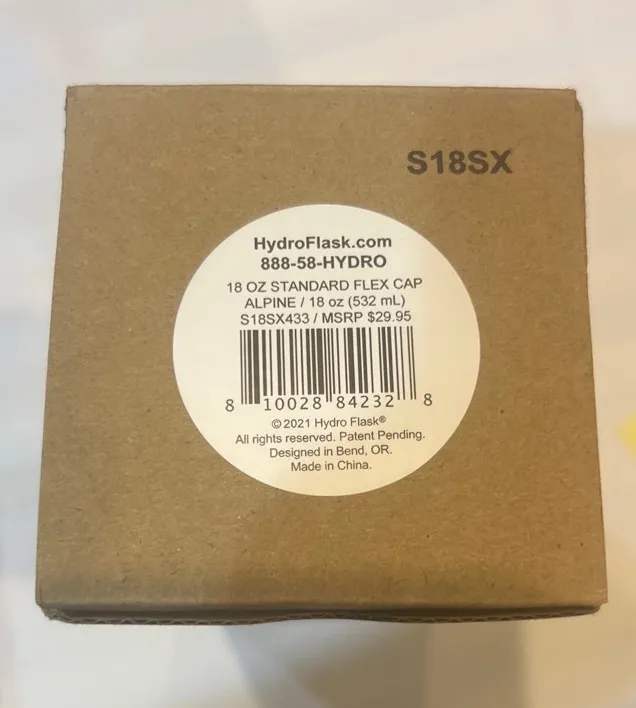 S18SX
HydroFlask.com
888-58-HYDRO
18 OZ STANDARD FLEX CAP
ALPINE / 18 oz (532 mL)
S18SX433 / MSRP $29.95
8 10028 84232 8
© 2021 Hydro Flask®
All rights reserved. Patent Pending.
Designed in Bend, OR.
Made in China.